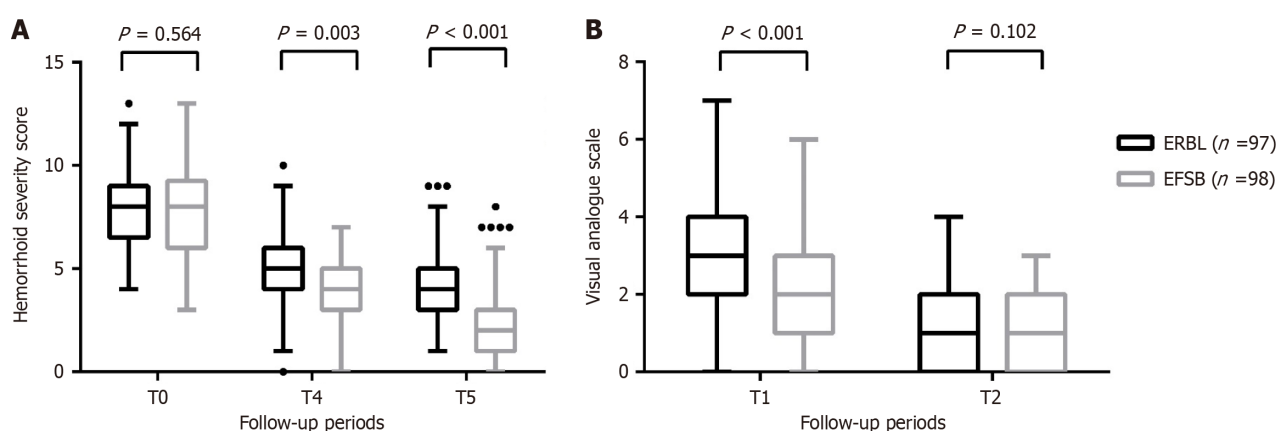 A
P = 0.564
P = 0.003
P < 0.001
Hemorrhoid severity score
15
10
5
0
T0
T4
T5
Follow-up periods
B
P < 0.001
P = 0.102
Visual analogue scale
8
6
4
2
0
T1
T2
Follow-up periods
ERBL (n =97)
EFSB (n =98)